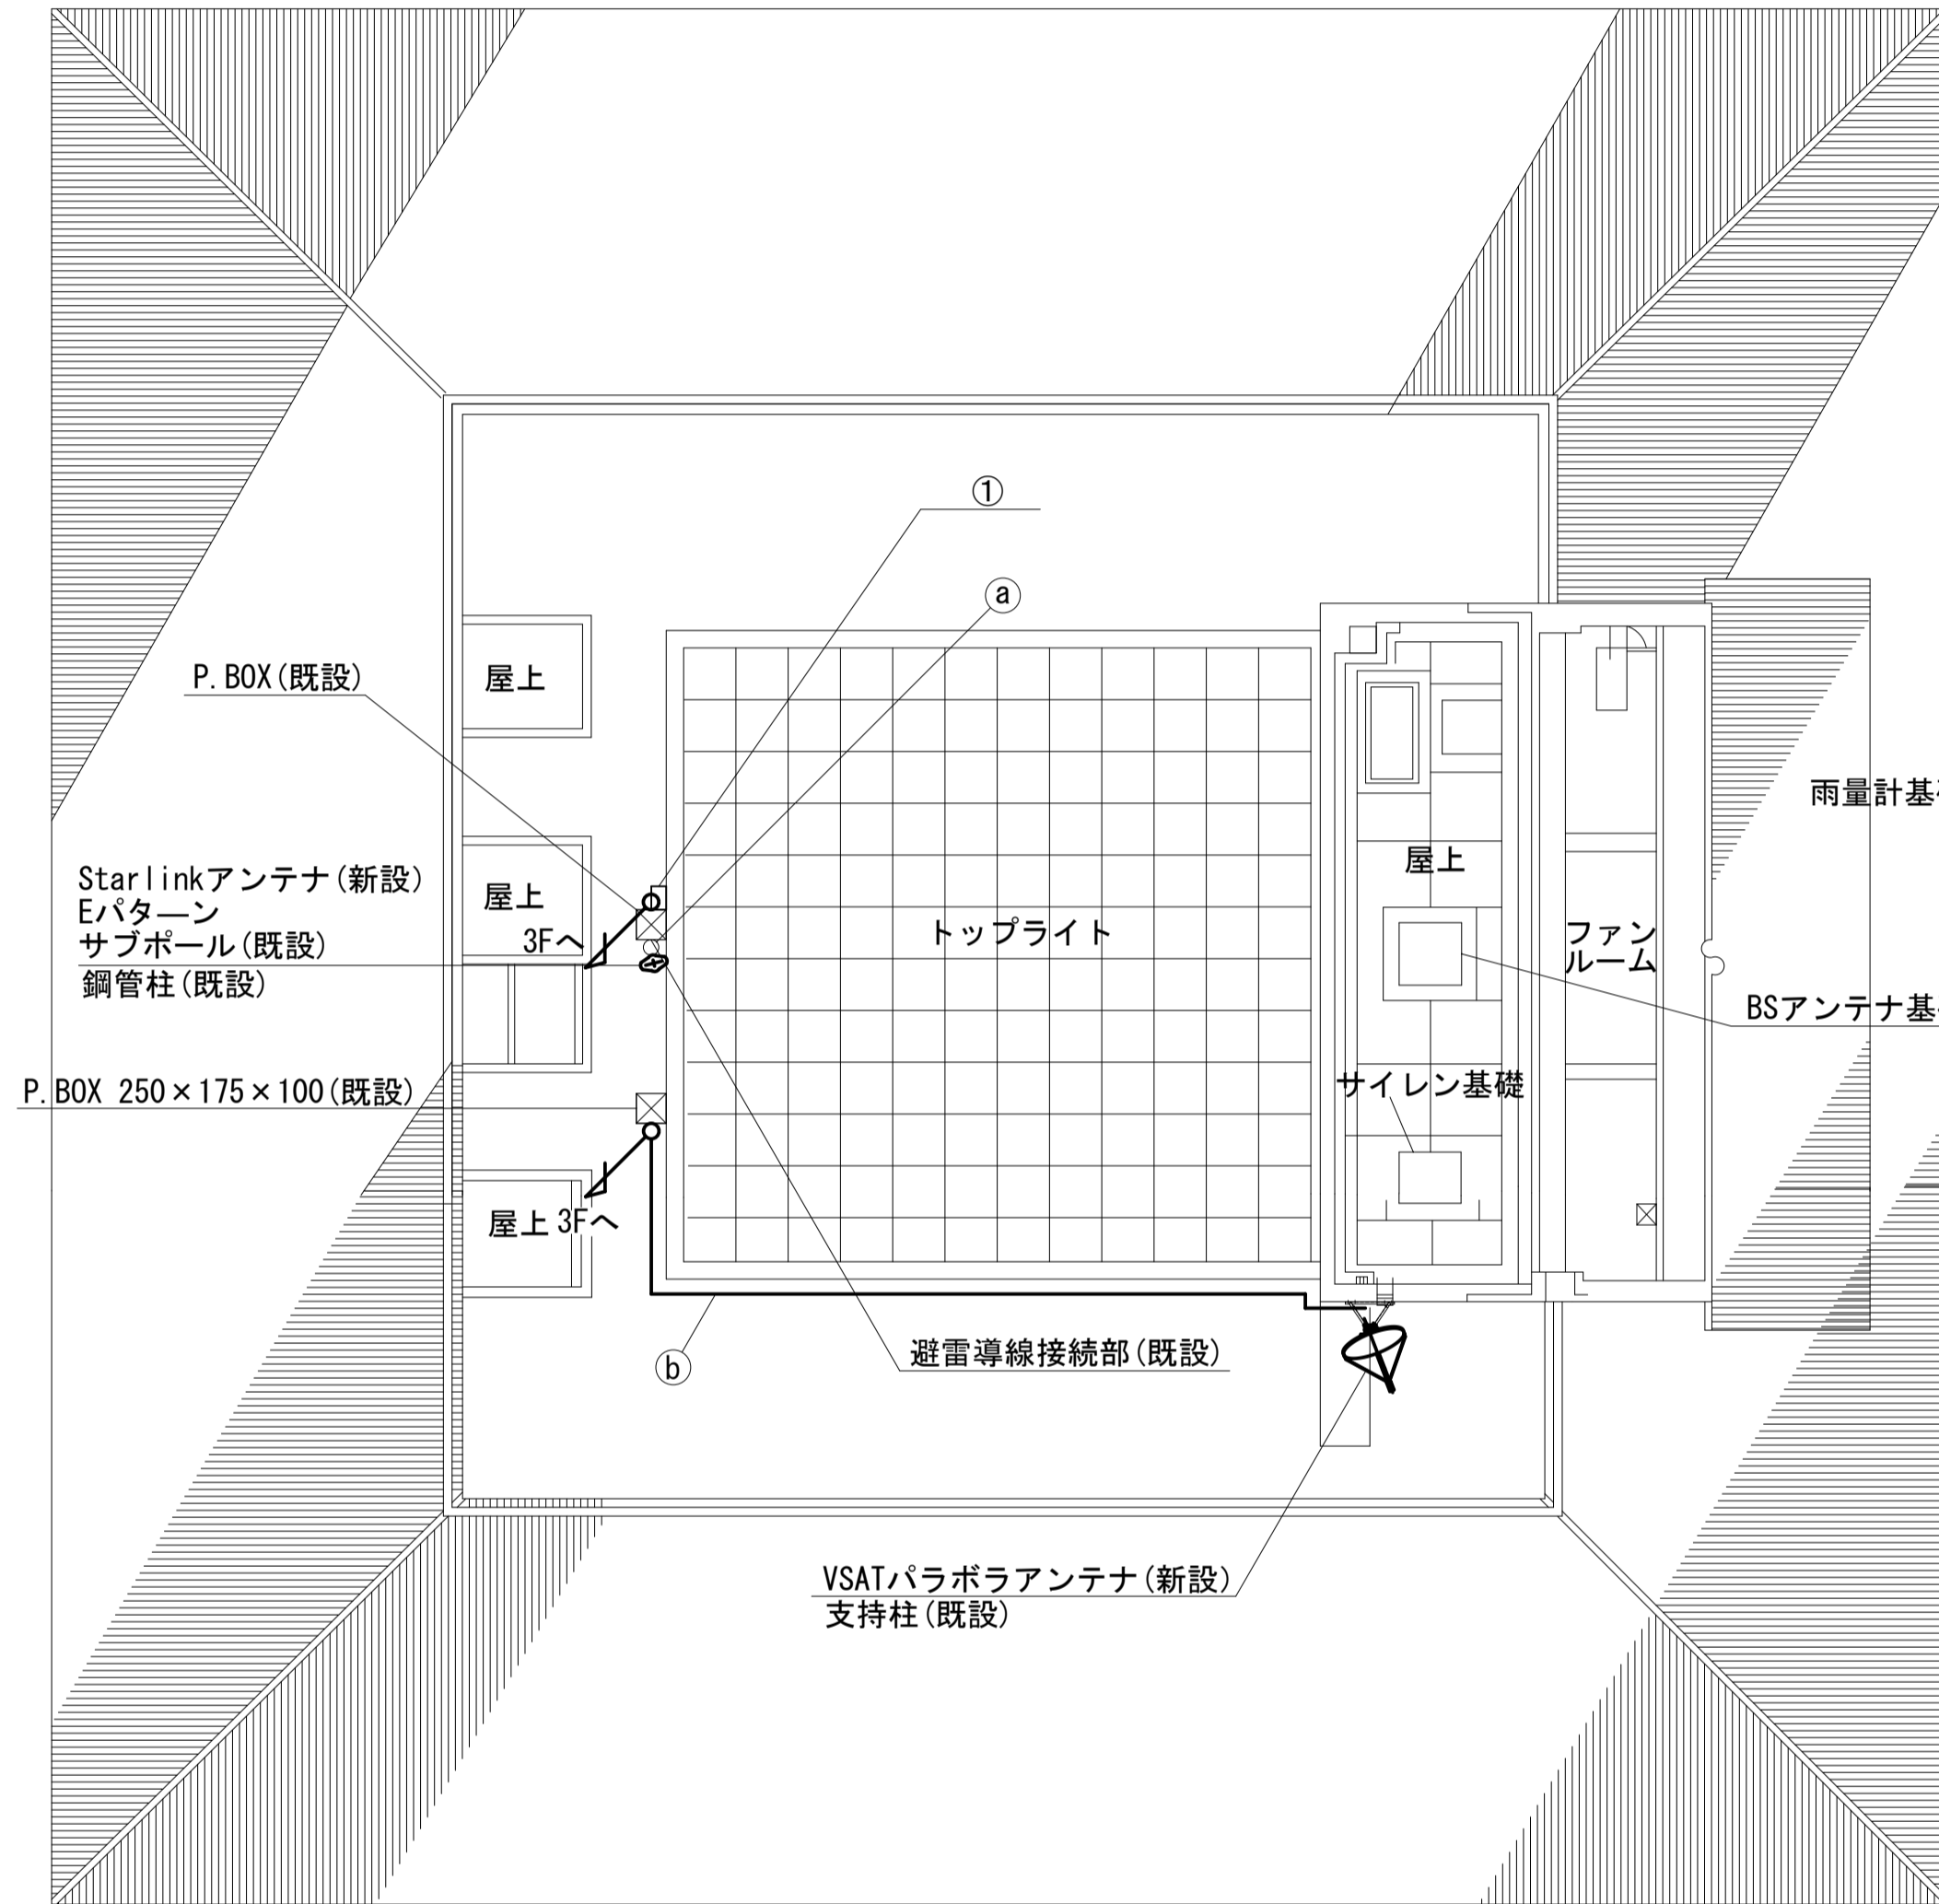 ①
ⓐ
P.BOX(既設)
屋上
雨量計基
Starlinkアンテナ(新設)
Eパターン
サブポール(既設)
鋼管柱(既設)
屋上
3Fへ
トップライト
屋上
ファン
ルーム
BSアンテナ基
P.BOX 250×175×100(既設)
サイレン基礎
屋上
3Fへ
ⓑ
避雷導線接続部(既設)
VSATパラボラアンテナ(新設)
支持柱(既設)